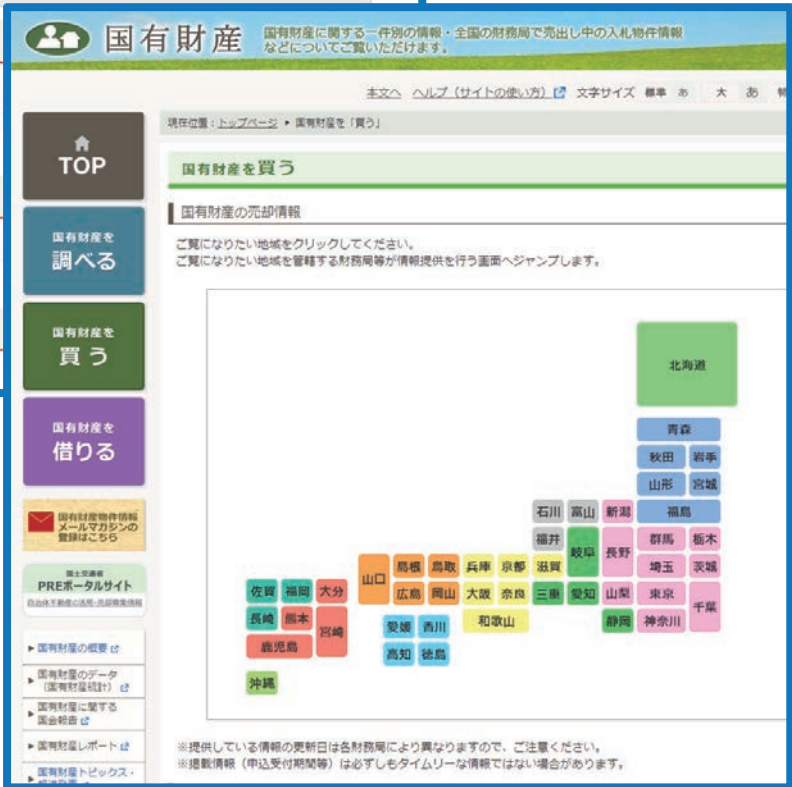 国有財産
国有財産に関する一件別の情報・全国の財務局で売出し中の入札物件情報
などについてご覧いただけます。
本文へ ヘルプ（サイトの使い方） 文字サイズ 標準 あ 大 あ
現在位置：トップページ ▶ 国有財産を「買う」
TOP
国有財産を
調べる
国有財産を
買う
国有財産を
借りる
国有財産物件情報
メールマガジンの
登録はこちら
国土交通省
PREポータルサイト
▶ 国有財産の概要
▶ 国有財産のデータ
（国有財産統計）
▶ 国有財産に関する
国会報告
▶ 国有財産レポート
▶ 国有財産トピックス・
国有財産を買う
国有財産の売却情報
ご覧になりたい地域をクリックしてください。
ご覧になりたい地域を管轄する財務局等が情報提供を行う画面へジャンプします。
北海道
青森
秋田 岩手
山形 宮城
石川 富山 新潟 福島
福井 岐阜 長野 群馬 栃木
山口 島根 鳥取 兵庫 京都 滋賀 埼玉 茨城
佐賀 福岡 大分 広島 岡山 大阪 奈良 三重 愛知 山梨 東京 千葉
長崎 熊本 宮崎 愛媛 香川 和歌山 静岡 神奈川
鹿児島 高知 徳島
沖縄
※提供している情報の更新日は各財務局により異なりますので、ご注意ください。
※掲載情報（申込受付期間等）は必ずしもタイムリーな情報ではない場合があります。